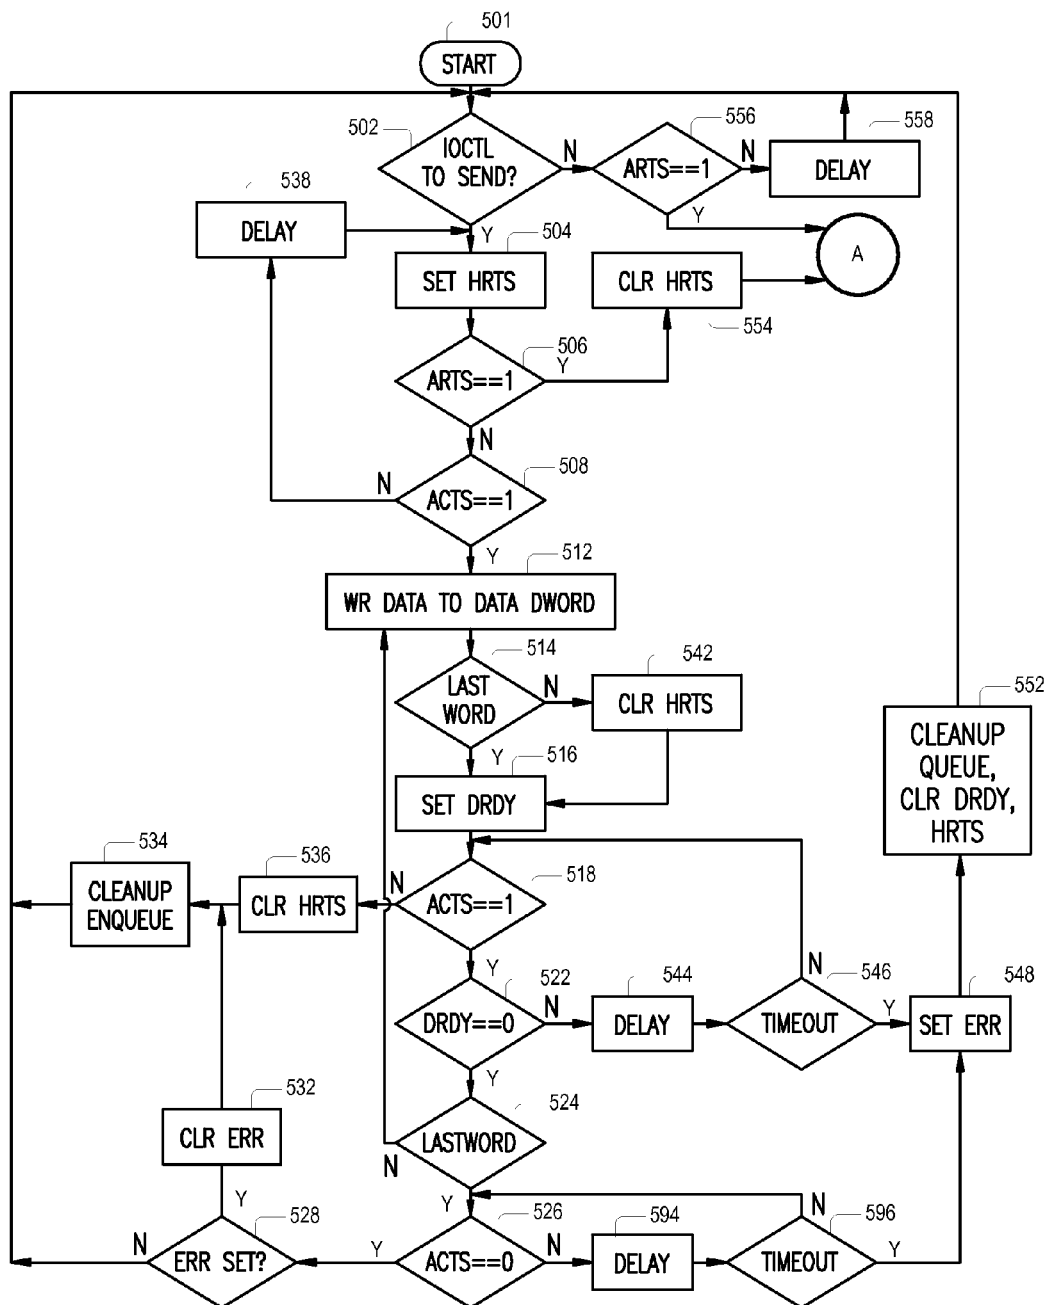 501
START
502
IOCTL
TO SEND?
N
556
ARTS==1
N
558
DELAY
538
DELAY
Y
504
SET HRTS
Y
A
CLR HRTS
554
506
ARTS==1
Y
N
508
ACTS==1
N
Y
512
WR DATA TO DATA DWORD
514
LAST
WORD
N
542
CLR HRTS
Y
516
SET DRDY
552
CLEANUP
QUEUE,
CLR DRDY,
HRTS
534
CLEANUP
ENQUEUE
536
CLR HRTS
N
518
ACTS==1
Y
522
DRDY==0
N
544
DELAY
N
546
TIMEOUT
Y
548
SET ERR
Y
524
LASTWORD
N
532
CLR ERR
Y
Y
528
ERR SET?
N
Y
526
ACTS==0
N
594
DELAY
N
596
TIMEOUT
Y